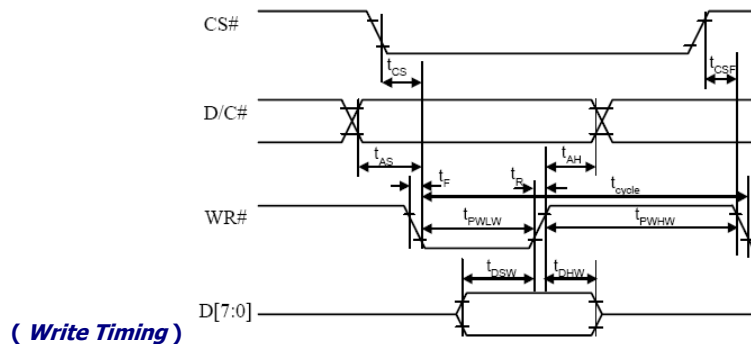 CS#
tCS
tCSF
D/C#
tAS
tAH
tF
tR
tcycle
WR#
tPWLW
tPWHW
tDSW
tDHW
D[7:0]
( Write Timing )